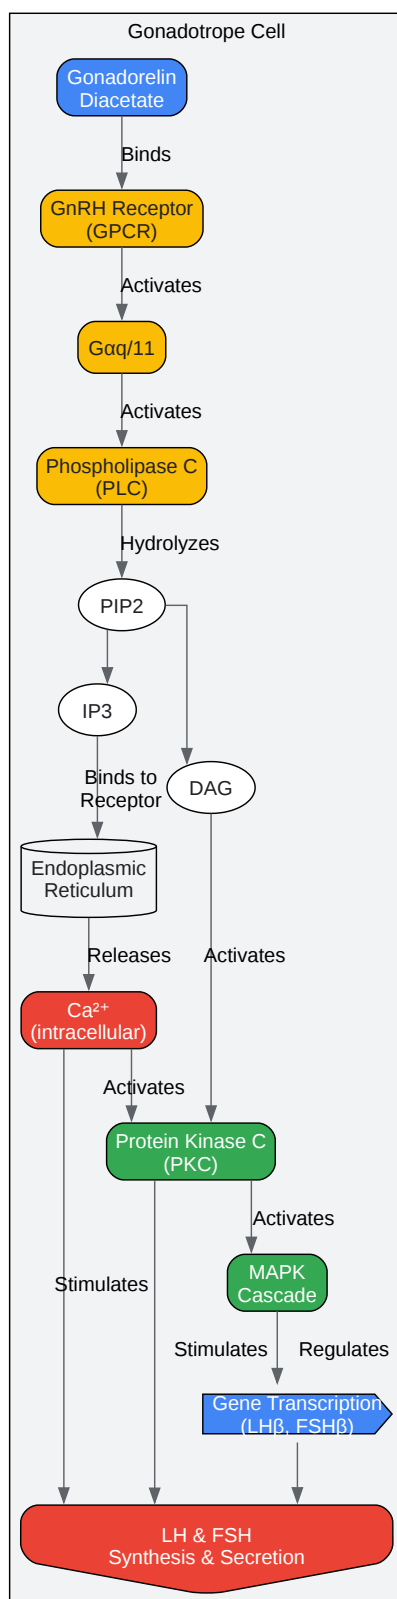 Gonadotrope Cell
Gonadorelin
Diacetate
Binds
GnRH Receptor
(GPCR)
Activates
Gαq/11
Activates
Phospholipase C
(PLC)
Hydrolyzes
PIP2
IP3
Binds to
Receptor
DAG
Endoplasmic
Reticulum
Releases
Activates
Ca²⁺
(intracellular)
Activates
Protein Kinase C
(PKC)
Activates
MAPK
Cascade
Stimulates
Stimulates
Regulates
Gene Transcription
(LHβ, FSHβ)
LH & FSH
Synthesis & Secretion